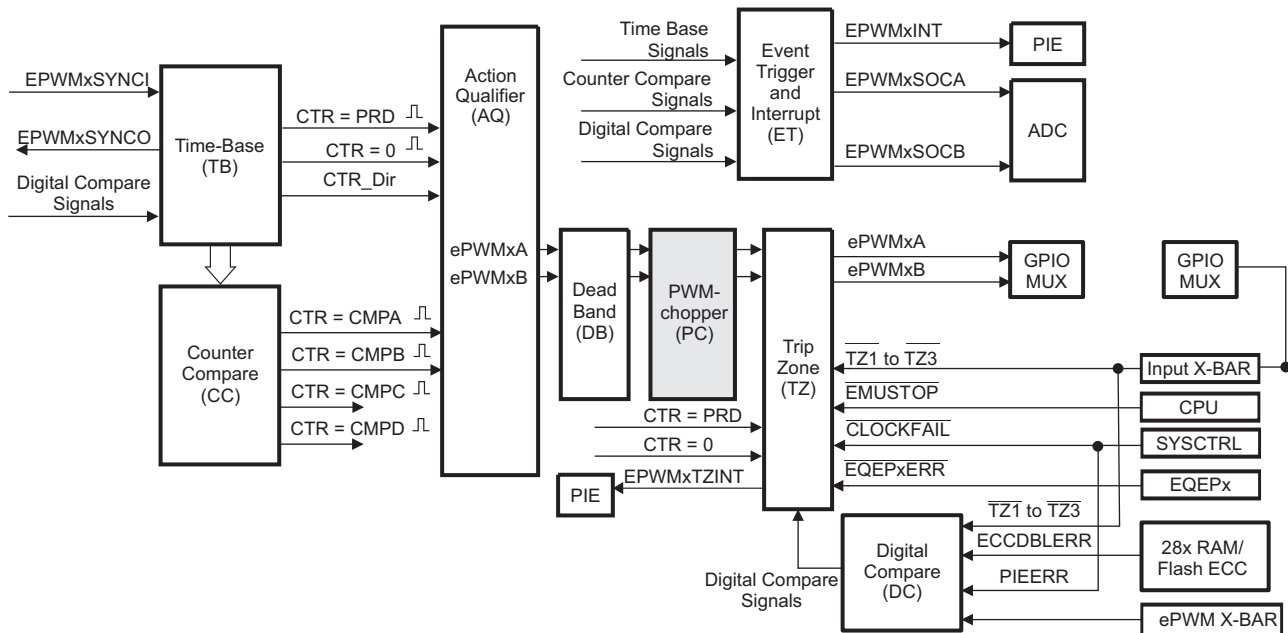 EPWMxSYNCI
EPWMxSYNCO
Digital Compare
Signals
Time-Base
(TB)
CTR = PRD
CTR = 0
CTR_Dir
Counter
Compare
(CC)
CTR = CMPA
CTR = CMPB
CTR = CMPC
CTR = CMPD
Action
Qualifier
(AQ)
ePWMxA
ePWMxB
Time Base
Signals
Counter Compare
Signals
Digital Compare
Signals
Event
Trigger
and
Interrupt
(ET)
EPWMxINT
EPWMxSOCA
EPWMxSOCB
PIE
ADC
Dead
Band
(DB)
PWM-
chopper
(PC)
Trip
Zone
(TZ)
ePWMxA
ePWMxB
GPIO
MUX
GPIO
MUX
TZ1 to TZ3
Input X-BAR
EMUSTOP
CPU
CLOCKFAIL
SYSCTRL
EQEPxERR
EQEPx
CTR = PRD
CTR = 0
EPWMxTZINT
PIE
Digital Compare
Signals
Digital
Compare
(DC)
TZ1 to TZ3
ECCDBLERR
28x RAM/
Flash ECC
PIEERR
ePWM X-BAR